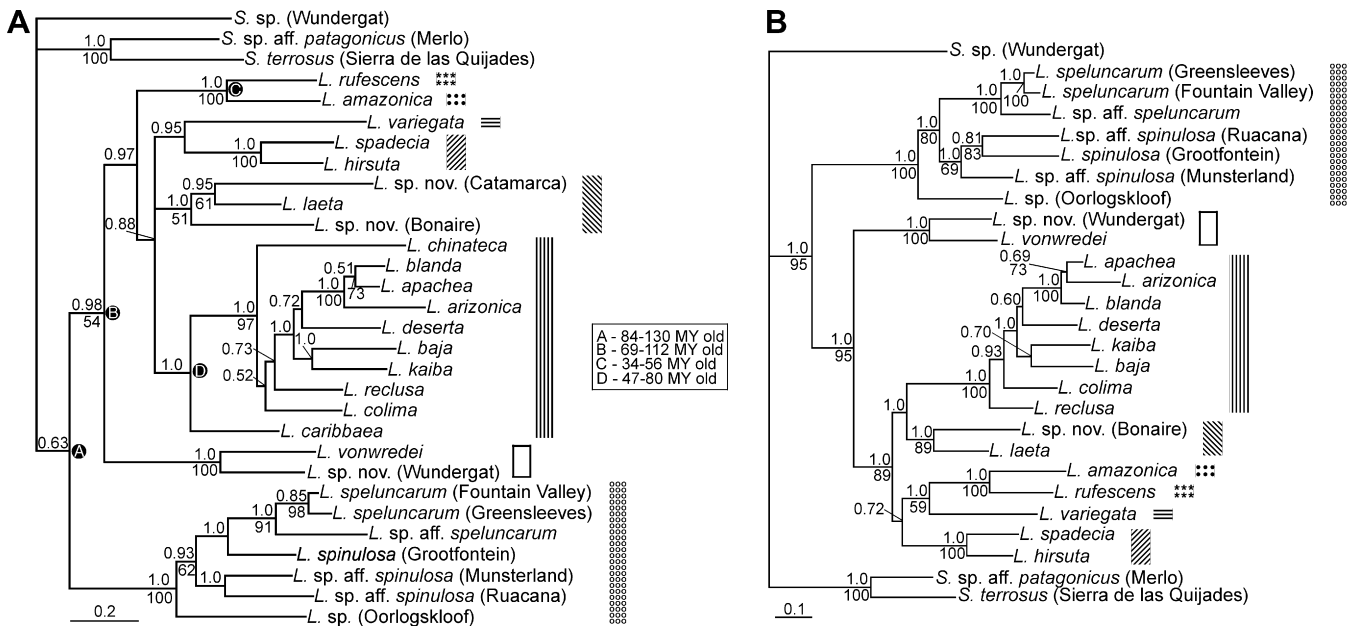 A
S. sp. (Wundergat)
1.0
100
S. sp. aff. patagonicus (Merlo)
S. terrosus (Sierra de las Quijades)
1.0
100
C
L. rufescens
L. amazonica
0.97
0.95
L. variegata
1.0
100
L. spadecia
L. hirsuta
0.88
1.0
51
0.95
61
L. sp. nov. (Catamarca)
L. laeta
L. sp. nov. (Bonaire)
0.98
54
B
1.0
D
1.0
97
L. chinateca
0.51
73
L. blanda
L. apachea
1.0
100
L. arizonica
0.72
L. deserta
1.0
1.0
L. baja
L. kaiba
0.73
L. reclusa
0.52
L. colima
L. caribbaea
0.63
A
1.0
100
L. vonwredei
L. sp. nov. (Wundergat)
0.85
98
L. speluncarum (Fountain Valley)
L. speluncarum (Greensleeves)
1.0
91
L. sp. aff. speluncarum
0.93
62
L. spinulosa (Grootfontein)
1.0
L. sp. aff. spinulosa (Munsterland)
L. sp. aff. spinulosa (Ruacana)
1.0
100
L. sp. (Oorlogskloof)
0.2
A - 84-130 MY old
B - 69-112 MY old
C - 34-56 MY old
D - 47-80 MY old
B
S. sp. (Wundergat)
1.0
100
1.0
100
L. speluncarum (Greensleeves)
L. speluncarum (Fountain Valley)
L. sp. aff. speluncarum
1.0
80
0.81
83
L.sp. aff. spinulosa (Ruacana)
L. spinulosa (Grootfontein)
1.0
69
L. sp. aff. spinulosa (Munsterland)
1.0
100
L. sp. (Oorlogskloof)
1.0
100
L. sp. nov. (Wundergat)
L. vonwredei
1.0
95
0.69
73
L. apachea
L. arizonica
1.0
100
L. blanda
0.60
L. deserta
1.0
0.70
L. kaiba
L. baja
0.93
L. colima
1.0
100
L. reclusa
1.0
95
1.0
1.0
89
L. sp. nov. (Bonaire)
L. laeta
1.0
89
1.0
100
L. amazonica
L. rufescens
1.0
59
L. variegata
0.72
1.0
100
L. spadecia
L. hirsuta
1.0
100
S. sp. aff. patagonicus (Merlo)
S. terrosus (Sierra de las Quijades)
0.1